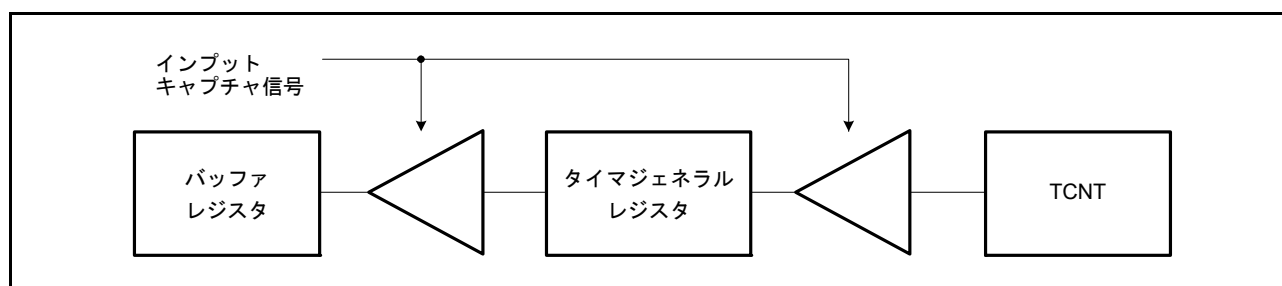 インプット
キャプチャ信号
バッファ
レジスタ
タイマジェネラル
レジスタ
TCNT